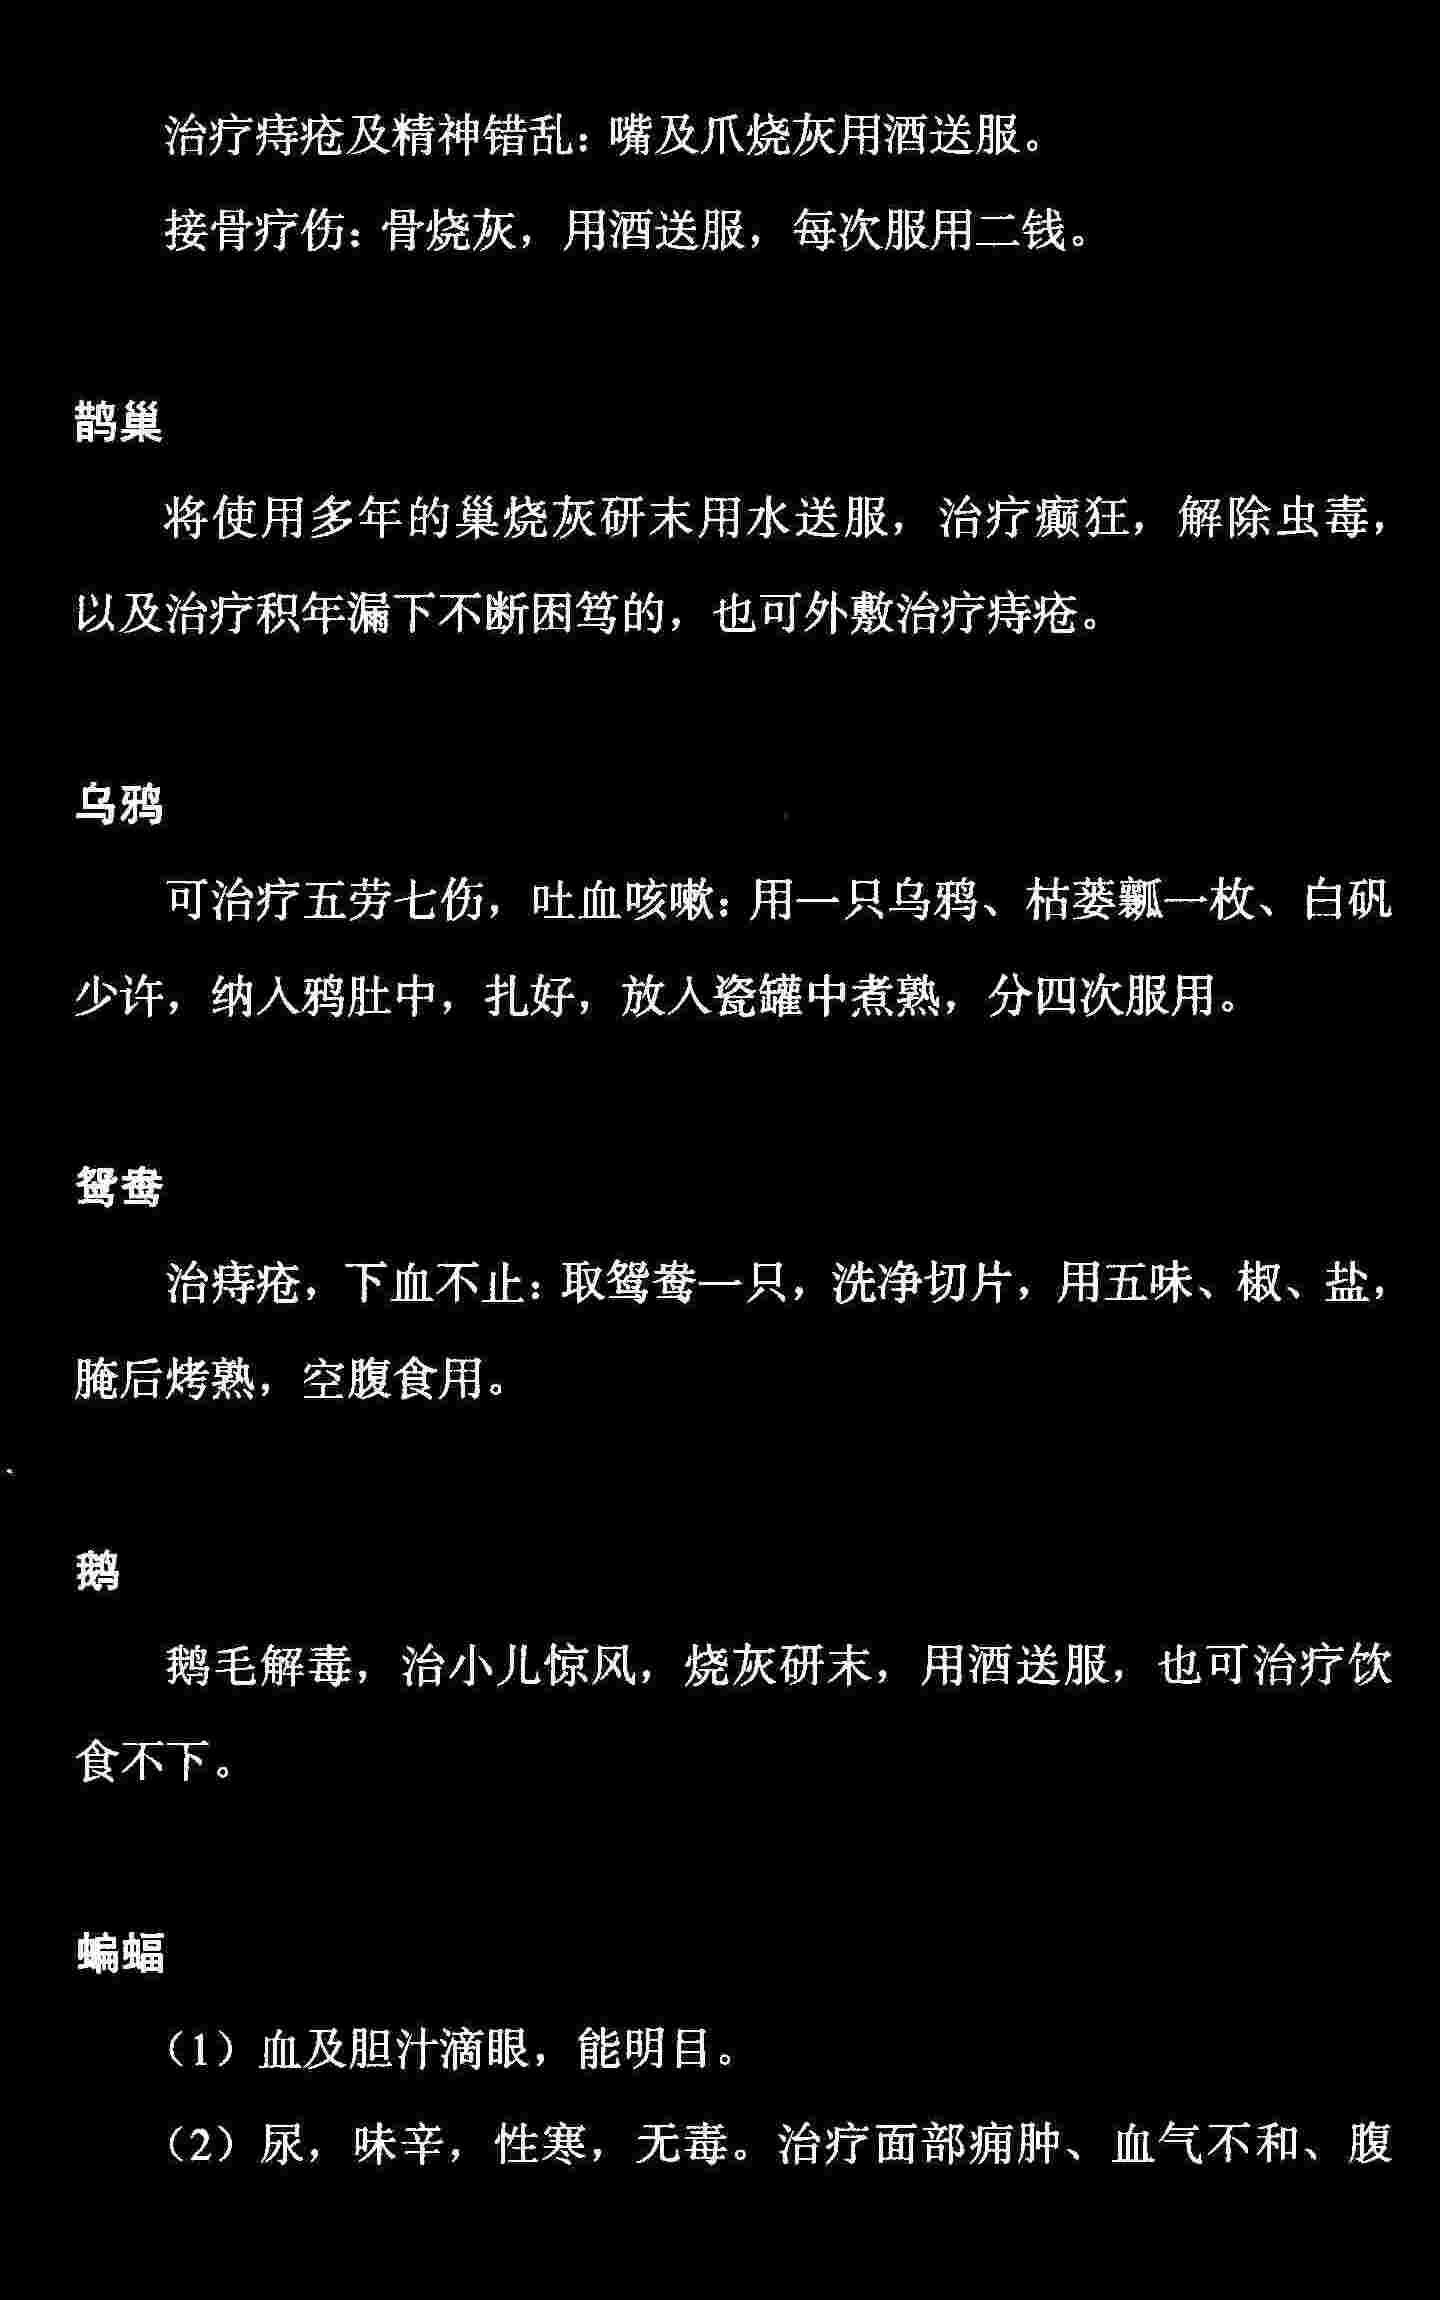 治疗痔疮及精神错乱：嘴及爪烧灰用酒送服。
接骨疗伤：骨烧灰，用酒送服，每次服用二钱。
鹊巢
将使用多年的巢烧灰研末用水送服，治疗癫狂，解除虫毒，
以及治疗积年漏下不断困笃的，也可外敷治疗痔疮。
乌鸦
可治疗五劳七伤，吐血咳嗽：用一只乌鸦、枯蒌瓤一枚、白矾
少许，纳入鸦肚中，扎好，放入瓷罐中煮熟，分四次服用。
鸳鸯
治痔疮，下血不止：取鸳鸯一只，洗净切片，用五味、椒、盐，
腌后烤熟，空腹食用。
鹅
鹅毛解毒，治小儿惊风，烧灰研末，用酒送服，也可治疗饮
食不下。
蝙蝠
（1）血及胆汁滴眼，能明目。
（2）尿，味辛，性寒，无毒。治疗面部痈肿、血气不和、腹